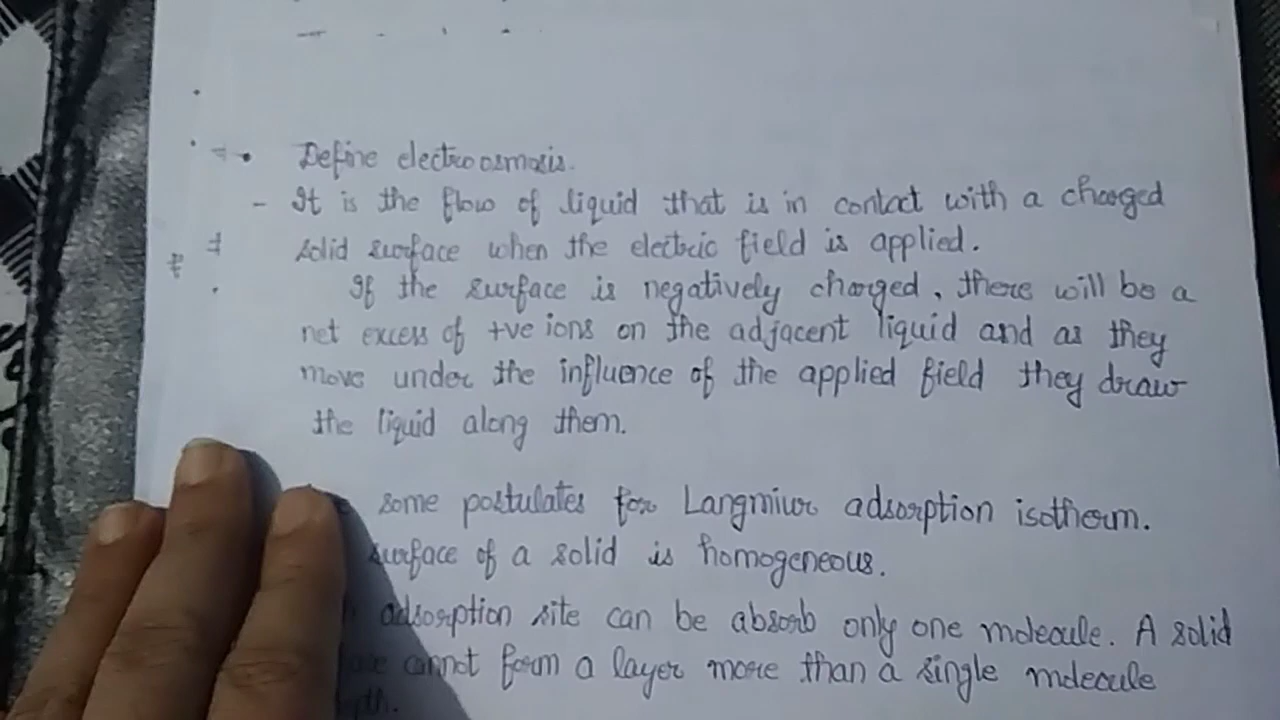 Define electroosmosis.
- It is the flow of liquid that is in contact with a charged
solid surface when the electric field is applied.
If the surface is negatively charged, there will be a
net excess of +ve ions on the adjacent liquid and as they
move under the influence of the applied field they draw
the liquid along them.
some postulates for Langmiur adsorption isotherm.
surface of a solid is homogeneous.
adsorption site can be absorb only one molecule. A solid
cannot form a layer more than a single molecule